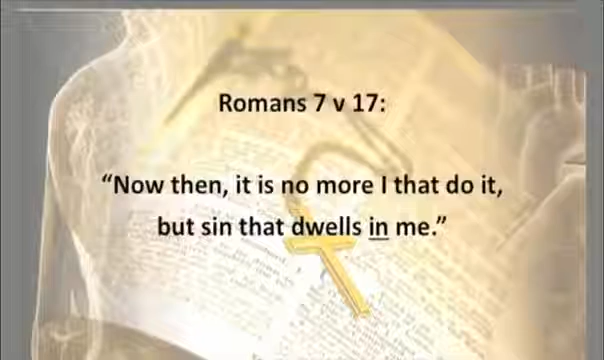 Romans 7 v 17:
“Now then, it is no more I that do it,
but sin that dwells in me.”